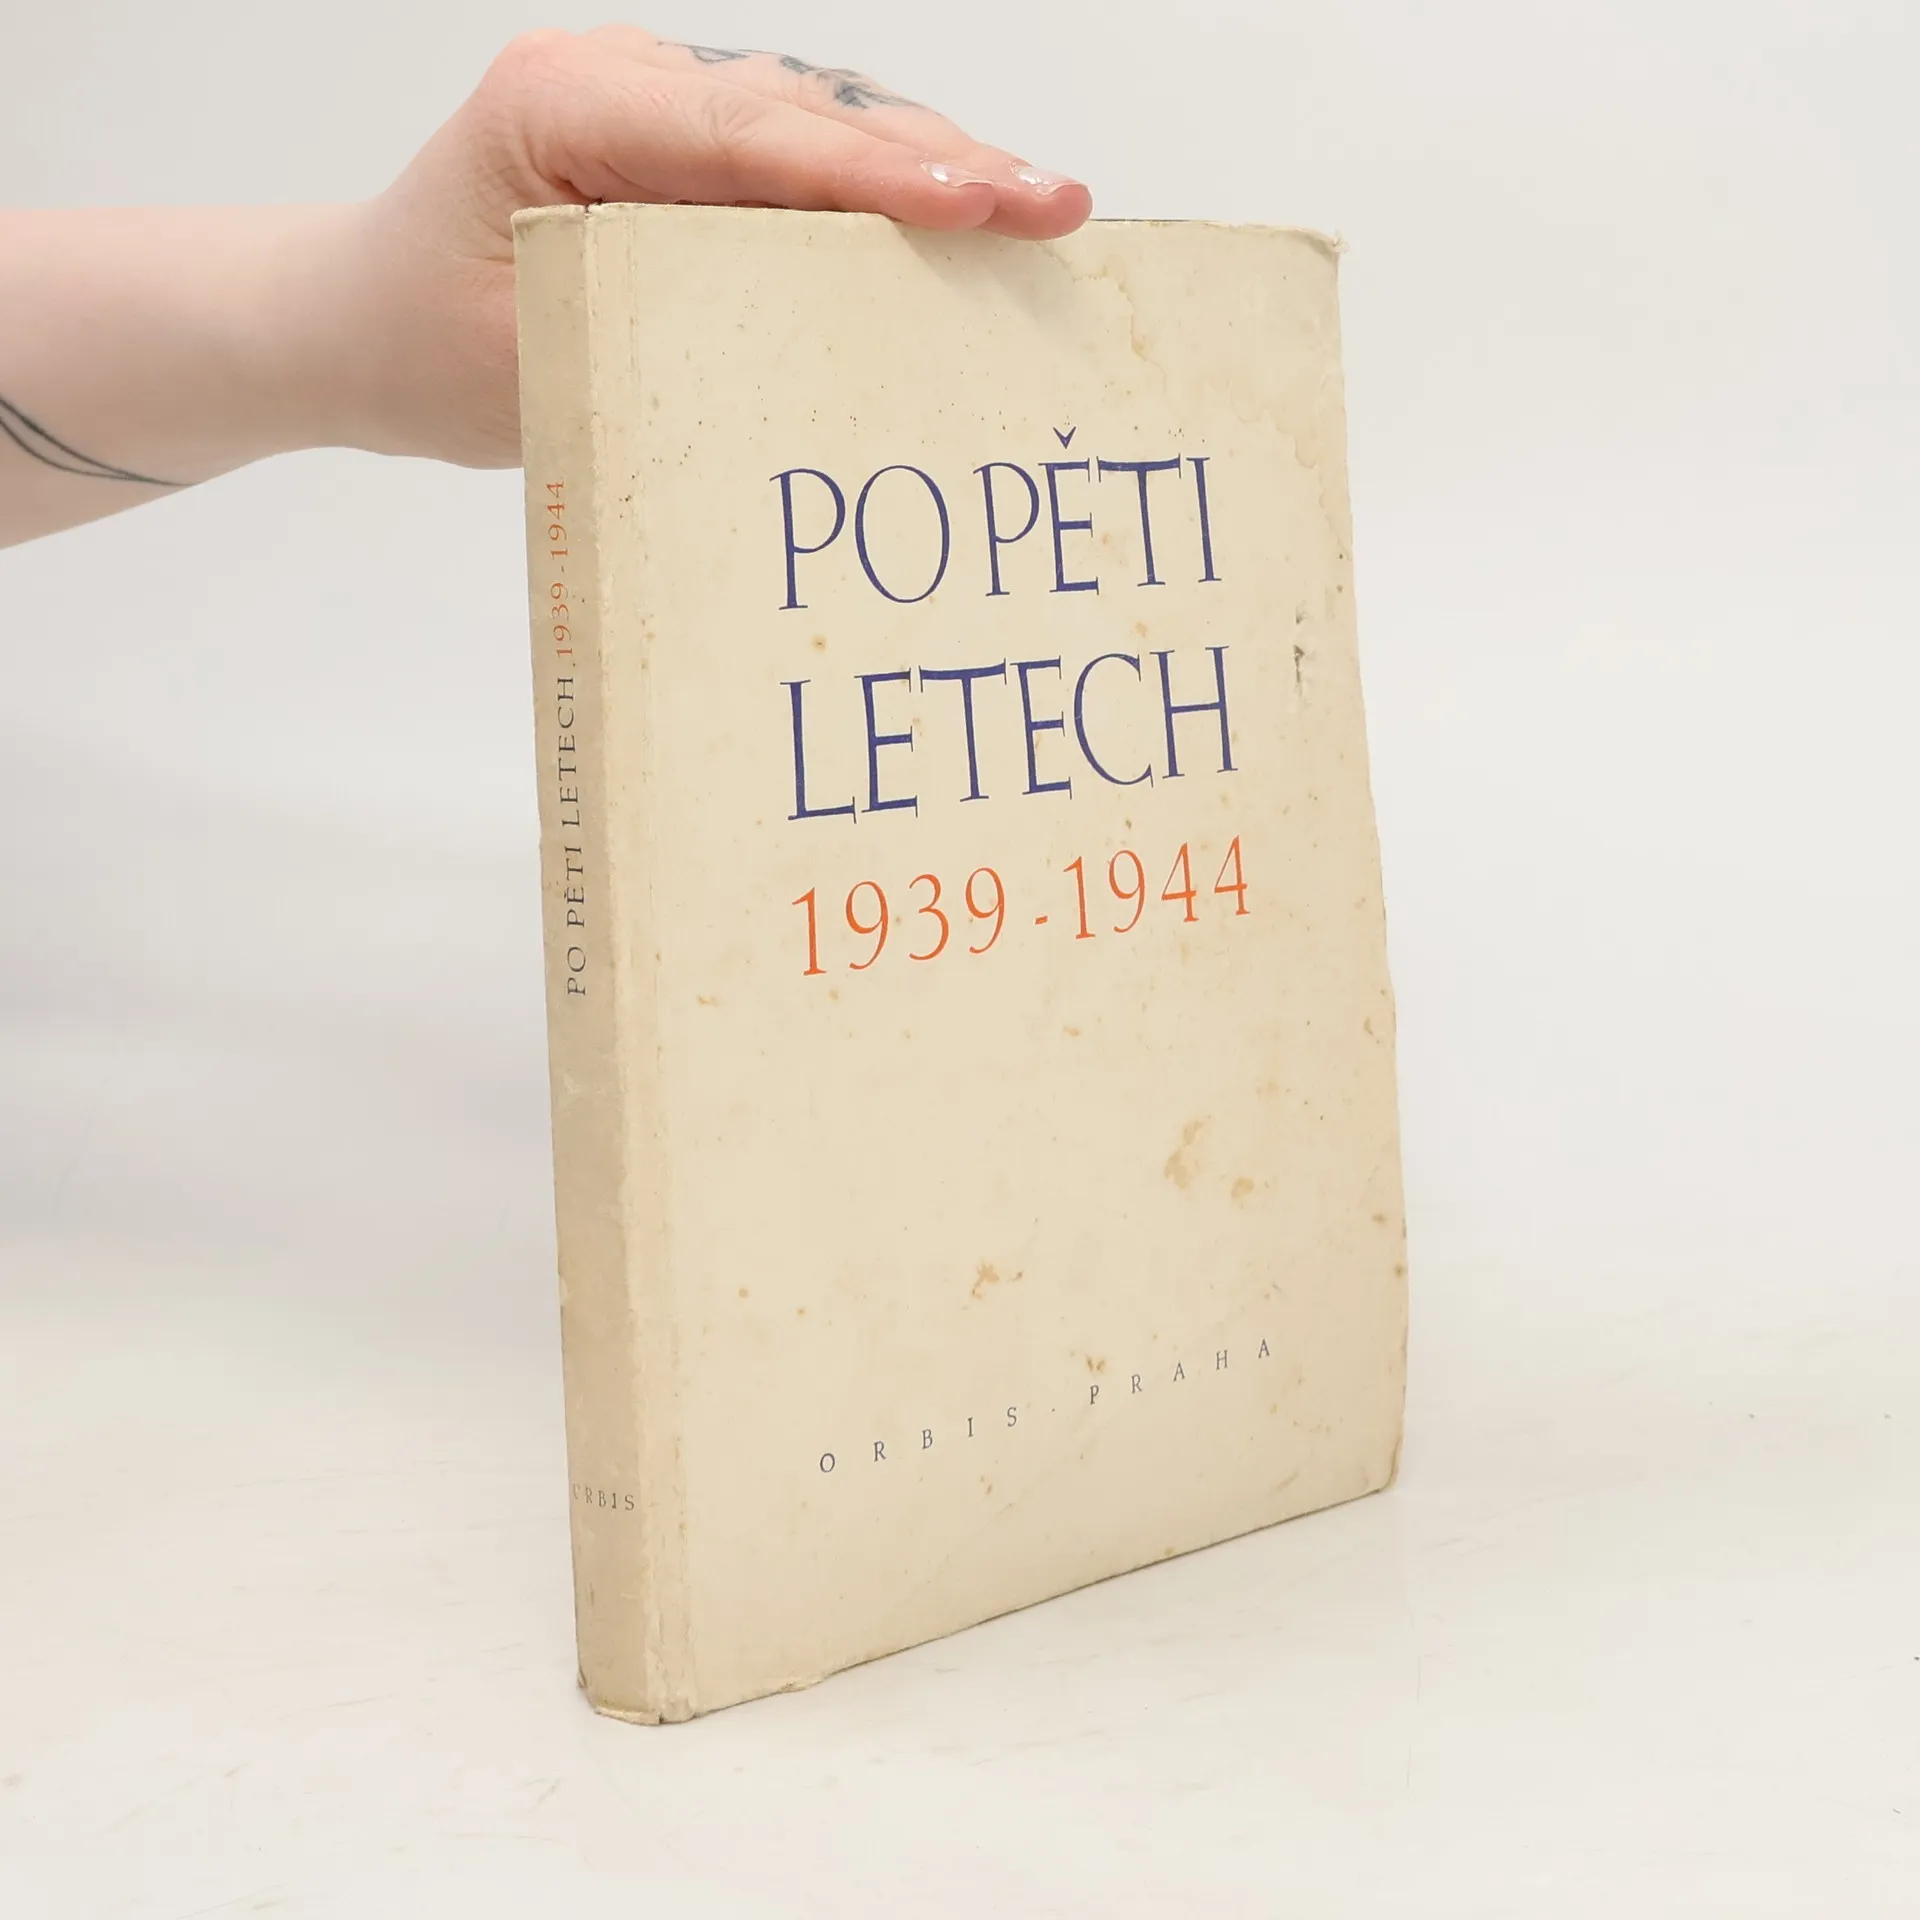 PO PĚTI
LETECH
1939-1944
ORBIS.PRAHA
PO PĚTI LETECH 1939-1944
ORBIS